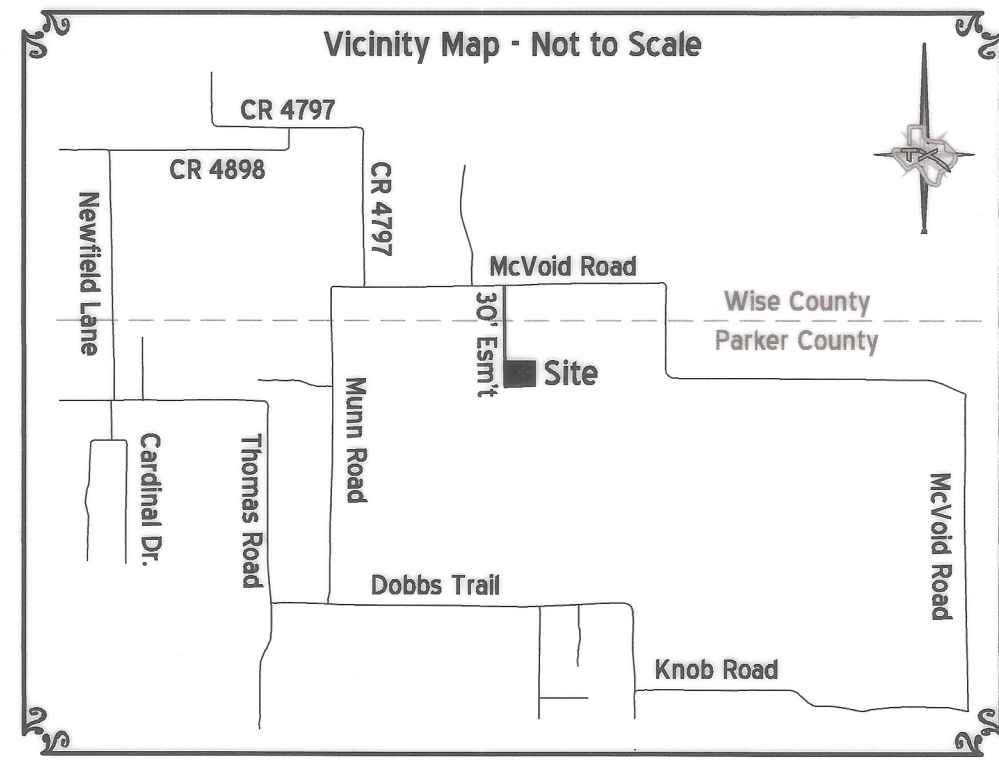 Vicinity Map - Not to Scale
CR 4797
CR 4898
CR 4797
TX
Newfield Lane
McVoid Road
30' Esm't
Wise County
Parker County
Site
Munn Road
Cardinal Dr.
Thomas Road
McVoid Road
Dobbs Trail
Knob Road